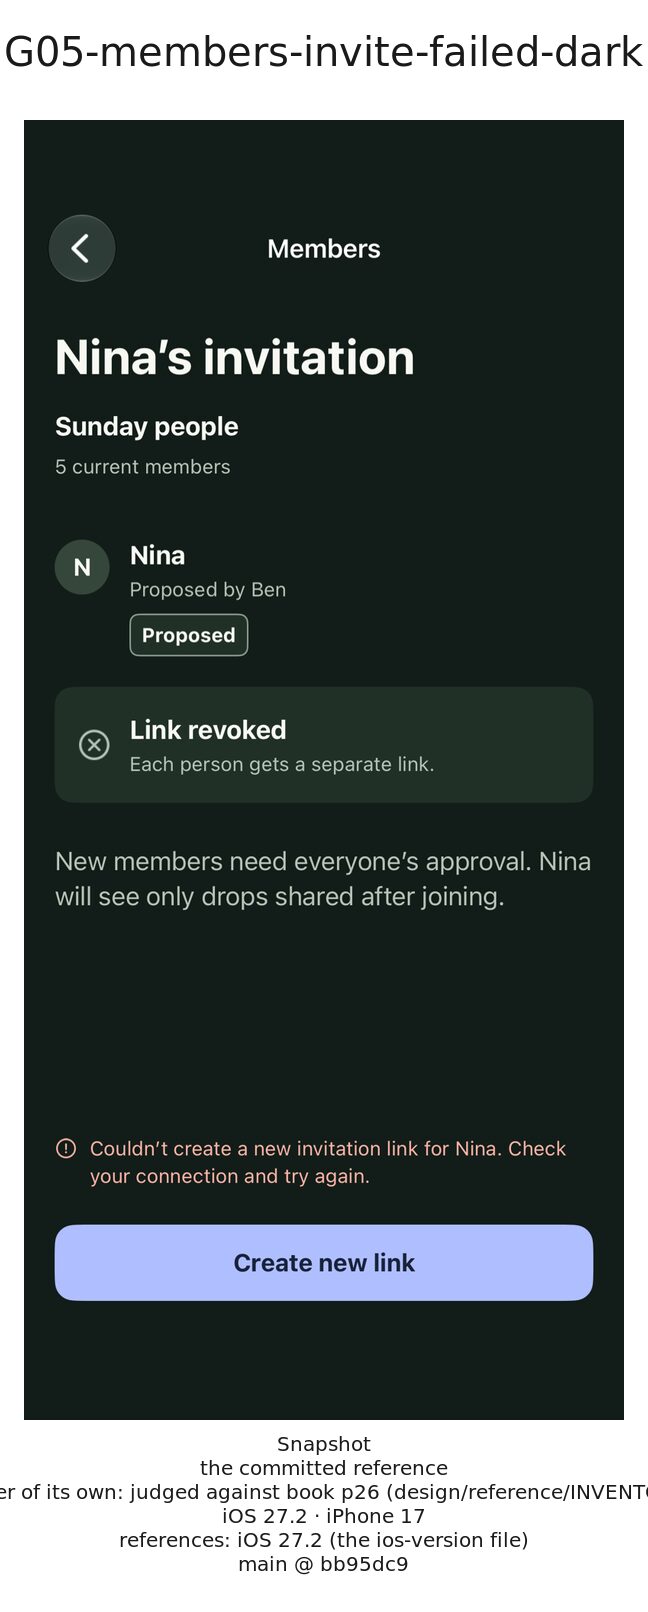 G05-members-invite-failed-dark
Members
Nina’s invitation
Sunday people
5 current members
N
Nina
Proposed by Ben
Proposed
Link revoked
Each person gets a separate link.
New members need everyone’s approval. Nina
will see only drops shared after joining.
Couldn’t create a new invitation link for Nina. Check
your connection and try again.
Create new link
Snapshot
the committed reference
of its own: judged against book p26 (design/reference/
iOS 27.2 · iPhone 17
references: iOS 27.2 (the ios-version file)
main @ bb95dc9